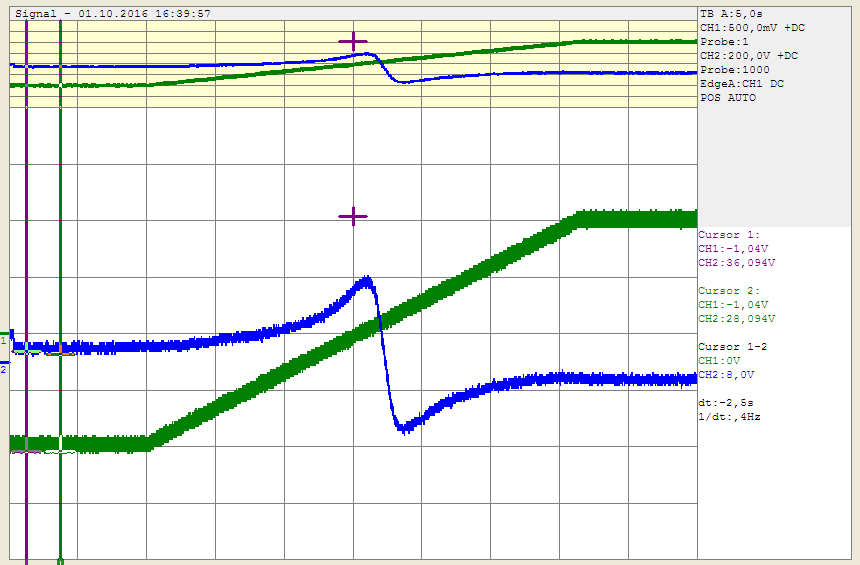 Signal - 01.10.2016 16:39:57
TB A:5,0s
CH1:500,0mV +DC
Probe:1
CH2:200,0V +DC
Probe:1000
EdgeA:CH1 DC
POS AUTO
Cursor 1:
CH1:-1,04V
CH2:36,094V
Cursor 2:
CH1:-1,04V
CH2:28,094V
Cursor 1-2
CH1:0V
CH2:8,0V
dt:-2,5s
1/dt:,4Hz
1
2